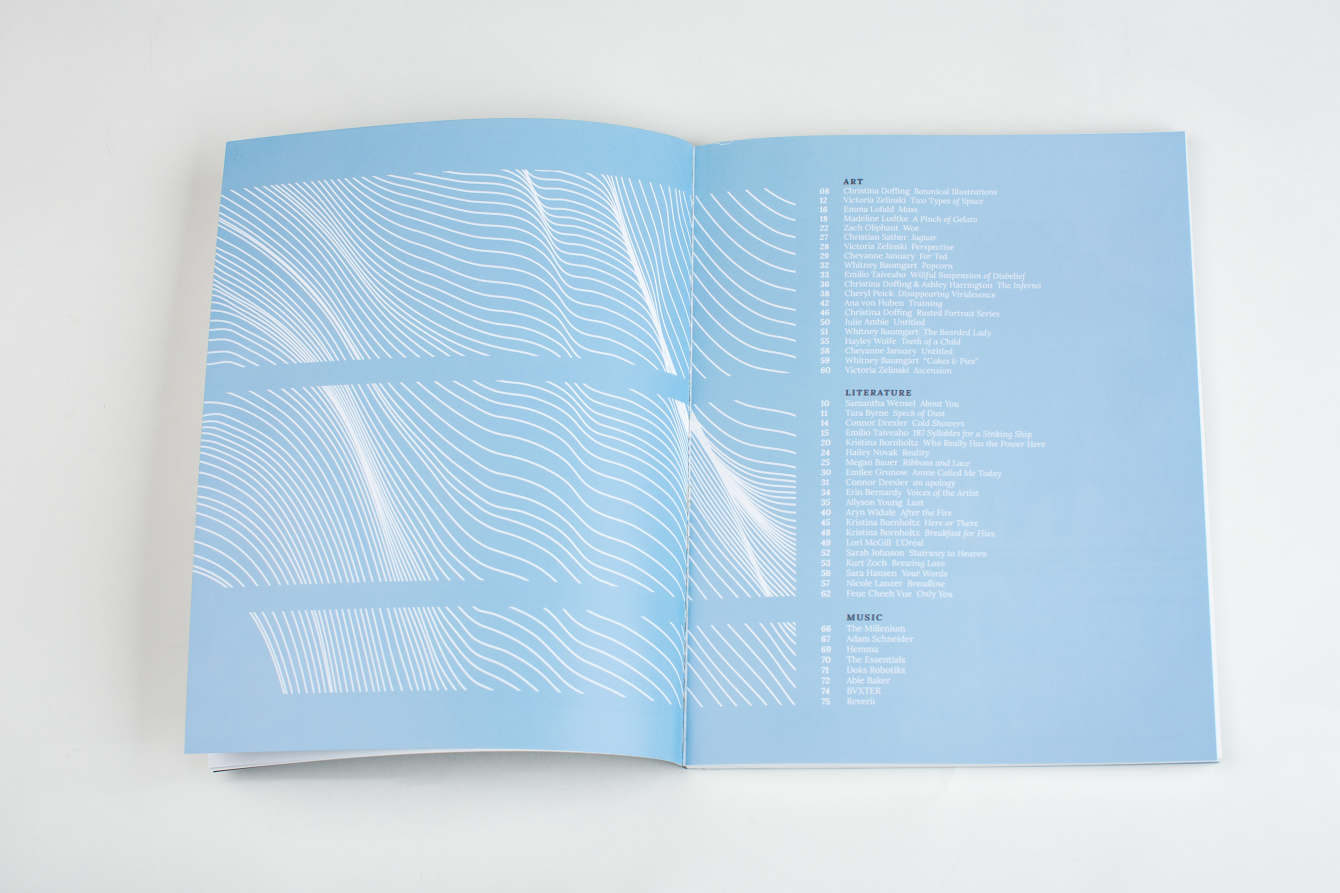 ART
08 Christina Doffing Botanical Illustrations
12 Victoria Zelinski Two Types of Space
16 Emma Lofald Mass
18 Madeline Lodtke A Pinch of Gelato
22 Zach Oliphant Woe
27 Christian Sather Jaguar
28 Victoria Zelinski Perspective
29 Cheyanne January For Ted
32 Whitney Baumgart Popcorn
33 Emilio Taiveaho Willful Suspension of Disbelief
36 Christina Doffing & Ashley Harrington The Inferno
38 Cheryl Peick Disappearing Viridescence
42 Ana von Huben Training
46 Christina Doffing Rusted Portrait Series
50 Julie Ambie Untitled
51 Whitney Baumgart The Bearded Lady
55 Hayley Wolfe Teeth of a Child
58 Cheyanne January Untitled
59 Whitney Baumgart "Cakes & Pies"
60 Victoria Zelinski Ascension
LITERATURE
10 Samantha Wensel About You
11 Tara Byrne Speck of Dust
14 Connor Drexler Cold Showers
15 Emilio Taiveaho 187 Syllables for a Sinking Ship
20 Kristina Bornholtz Who Really Has the Power Here
24 Hailey Novak Reality
25 Megan Bauer Ribbons and Lace
30 Emilee Grunow Annie Called Me Today
31 Connor Drexler an apology
34 Erin Bernardy Voices of the Artist
35 Allyson Young Lost
40 Aryn Widule After the Fire
45 Kristina Bornholtz Here or There
48 Kristina Bornholtz Breakfast for Flies
49 Lori McGill L'Oréal
52 Sarah Johnson Stairway to Heaven
53 Kurt Zoch Brewing Love
56 Sara Hansen Your Words
57 Nicole Lanzer Breadline
62 Feng Cheeh Vue Only You
MUSIC
66 The Millenium
67 Adam Schneider
69 Hemma
70 The Essentials
71 Doks Robotiks
72 Able Baker
74 BVXTER
75 Reverii